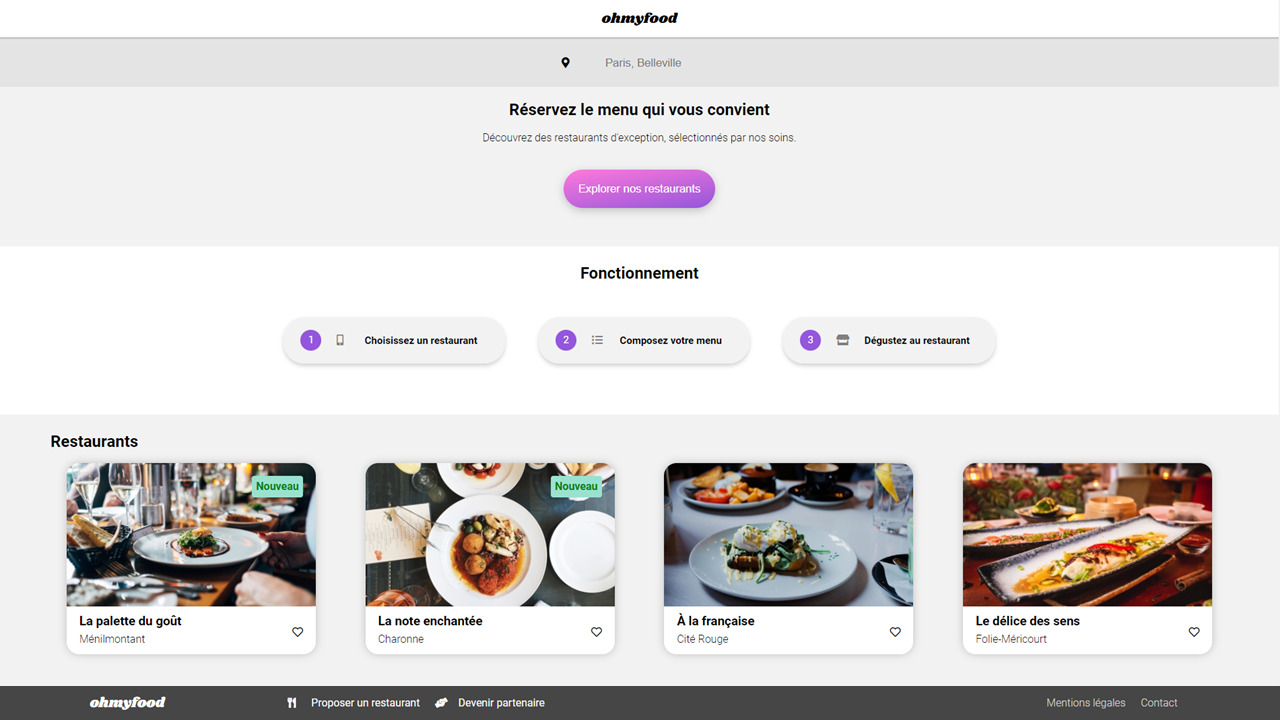 ohmyfood
Paris, Belleville
Réservez le menu qui vous convient
Découvrez des restaurants d'exception, sélectionnés par nos soins.
Explorer nos restaurants
Fonctionnement
1 Choisissez un restaurant
2 Composez votre menu
3 Dégustez au restaurant
Restaurants
Nouveau
La palette du goût
Ménilmontant
Nouveau
La note enchantée
Charonne
À la française
Cité Rouge
Le délice des sens
Folie-Méricourt
ohmyfood Proposer un restaurant Devenir partenaire Mentions légales Contact